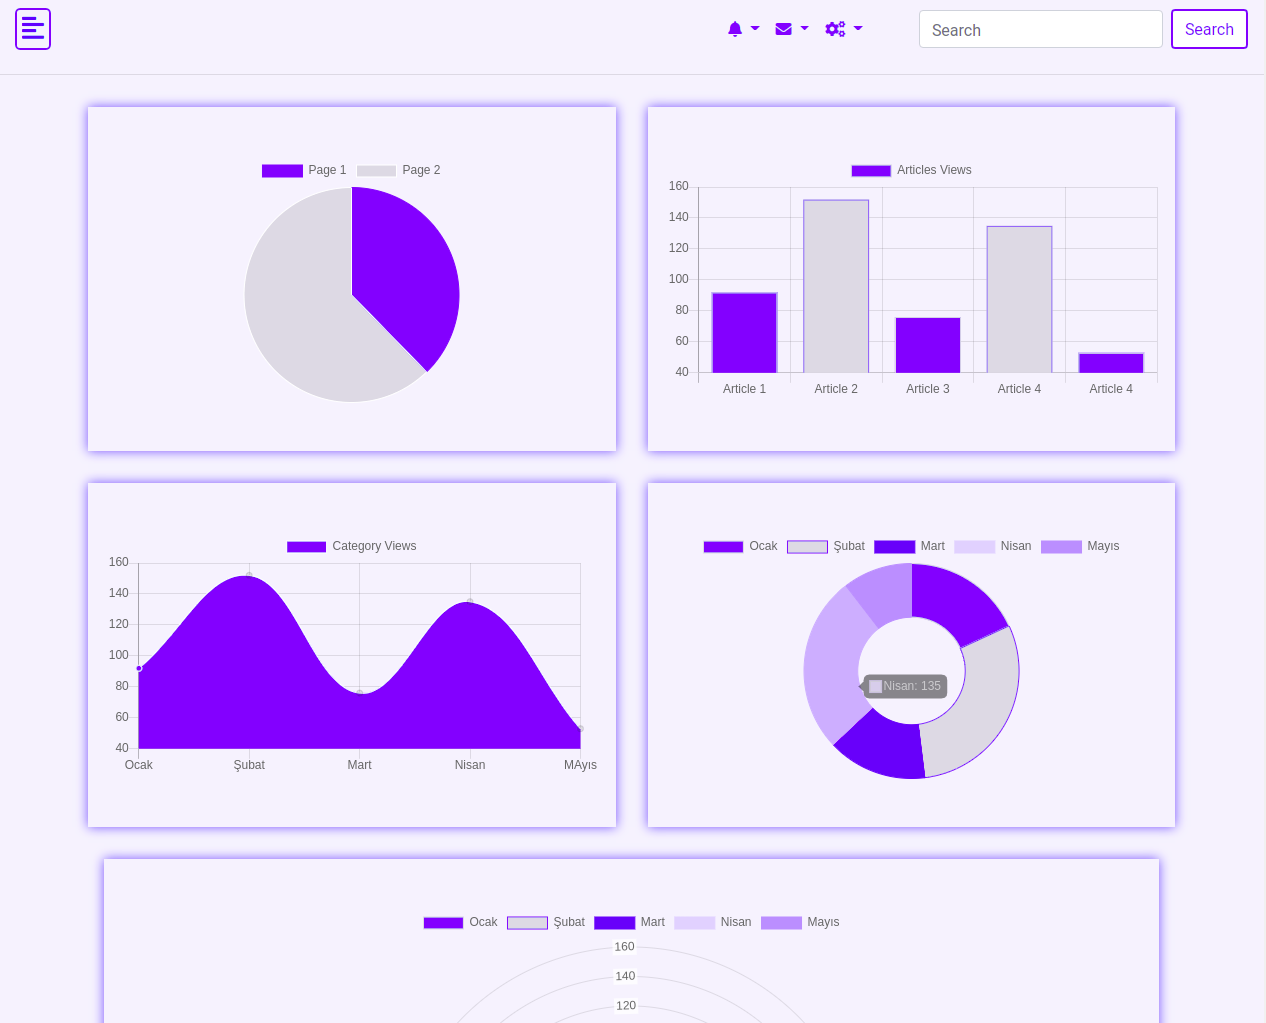 Search Search
Page 1 Page 2
Articles Views
160
140
120
100
80
60
40
Article 1 Article 2 Article 3 Article 4 Article 4
Category Views
160
140
120
100
80
60
40
Ocak Şubat Mart Nisan MAyıs
Ocak Şubat Mart Nisan Mayıs
Nisan: 135
Ocak Şubat Mart Nisan Mayıs
160
140
120